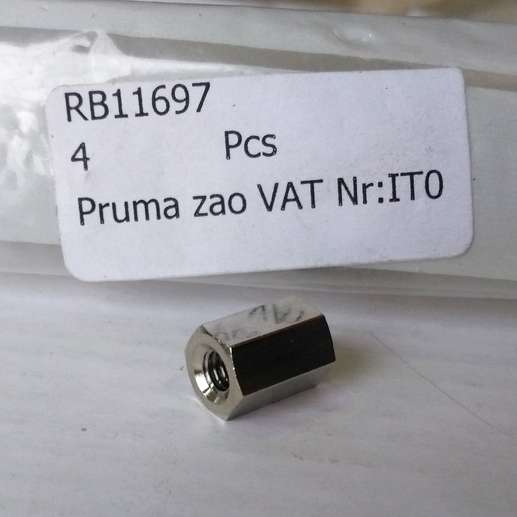 RB11697
4 Pcs
Pruma zao VAT Nr:IT0